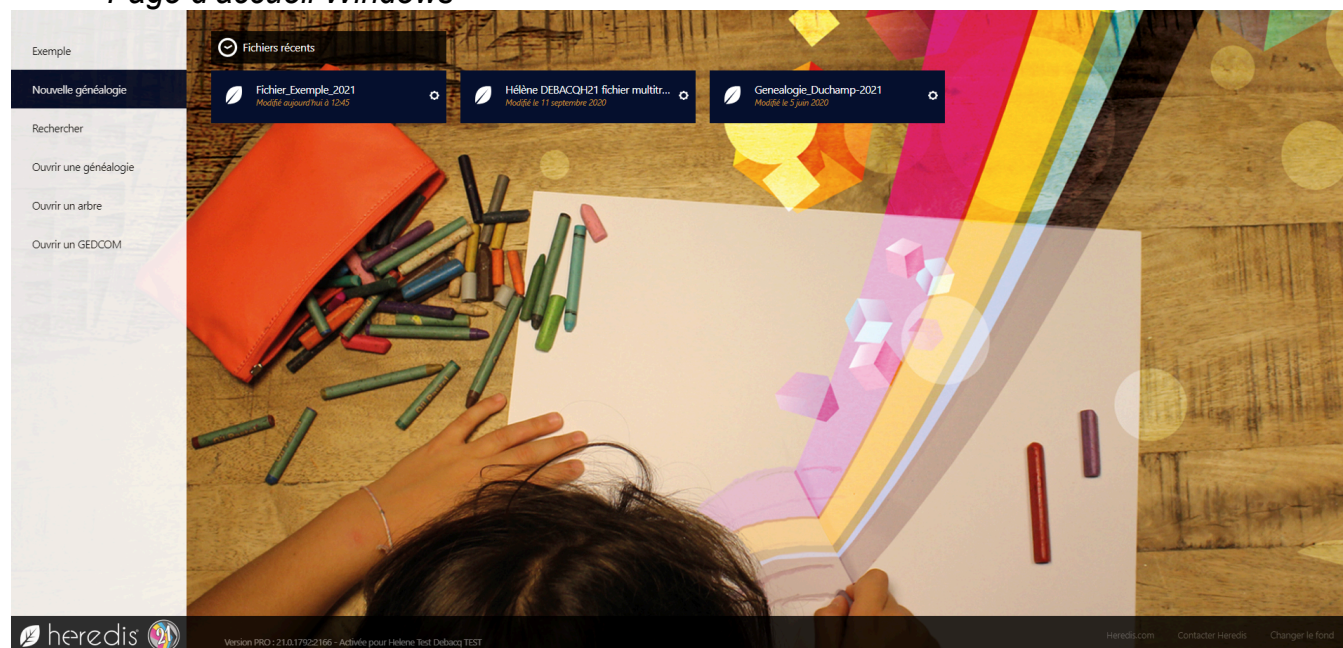 Page d'accueil Windows
Exemple
Nouvelle généalogie
Rechercher
Ouvrir une généalogie
Ouvrir un arbre
Ouvrir un GEDCOM
Fichiers récents
Fichier_Exemple_2021
Modifié aujourd'hui à 12:45
Hélène DEBACQH21 fichier multitr...
Modifié le 11 septembre 2020
Genealogie_Duchamp-2021
Modifié le 5 juin 2020
heredis 21
Version PRO : 21.0.1792:2166 - Activée pour Helene Test Debacq TEST
Heredis.com Contacter Heredis Changer le fond